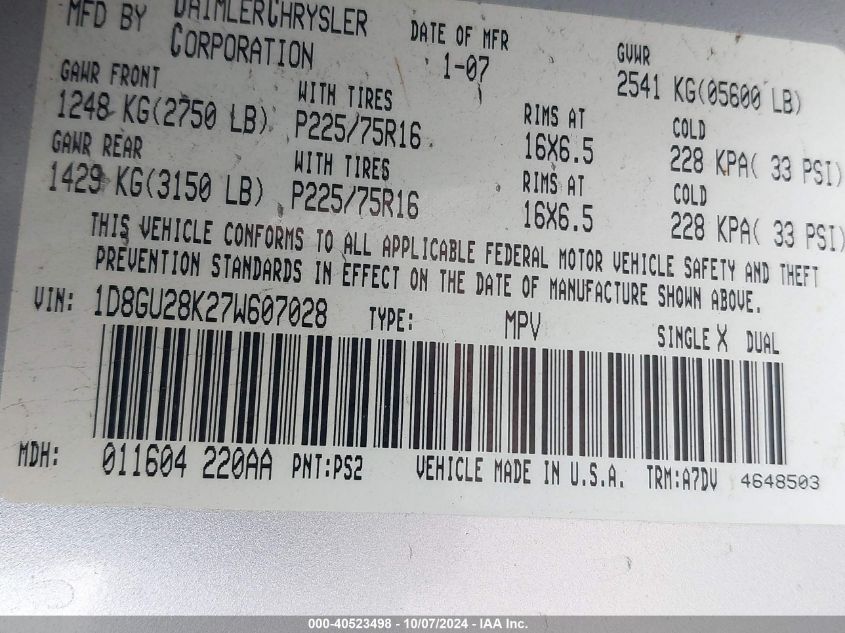 MFD BY DAIMLERCHRYSLER CORPORATION
DATE OF MFR 1-07
GVWR 2541 KG(05600 LB)
GAWR FRONT
1248 KG(2750 LB)
WITH TIRES
P225/75R16
RIMS AT
16X6.5
COLD
228 KPA( 33 PSI)
GAWR REAR
1429 KG(3150 LB)
WITH TIRES
P225/75R16
RIMS AT
16X6.5
COLD
228 KPA( 33 PSI)
THIS VEHICLE CONFORMS TO ALL APPLICABLE FEDERAL MOTOR VEHICLE SAFETY AND THEFT
PREVENTION STANDARDS IN EFFECT ON THE DATE OF MANUFACTURE SHOWN ABOVE.
VIN: 1D8GU28K27W607028 TYPE: MPV SINGLE X DUAL
MDH: 011604 220AA PNT:PS2 VEHICLE MADE IN U.S.A. TRM:A7DV 4648503
000-40523498 - 10/07/2024 - IAA Inc.